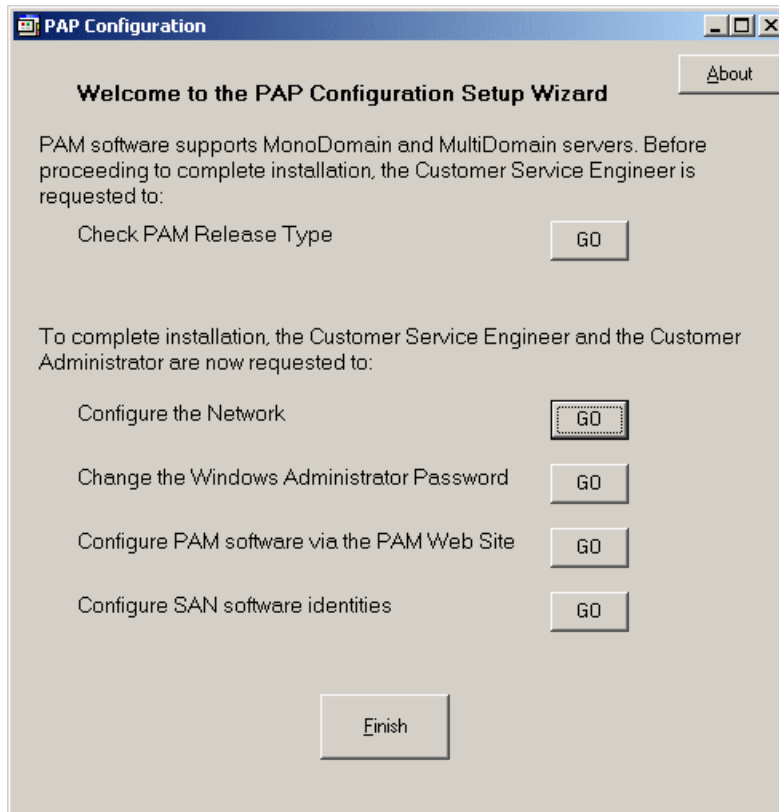 PAP Configuration
About
Welcome to the PAP Configuration Setup Wizard
PAM software supports MonoDomain and MultiDomain servers. Before
proceeding to complete installation, the Customer Service Engineer is
requested to:
Check PAM Release Type
GO
To complete installation, the Customer Service Engineer and the Customer
Administrator are now requested to:
Configure the Network
GO
Change the Windows Administrator Password
GO
Configure PAM software via the PAM Web Site
GO
Configure SAN software identities
GO
Finish